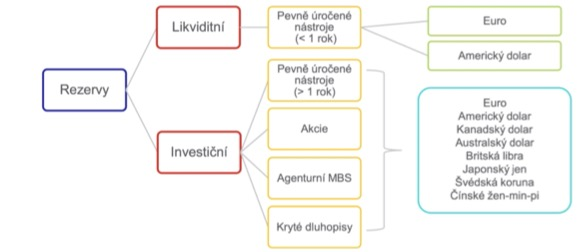 Rezervy
Likviditní
Pevně úročené
nástroje
(< 1 rok)
Euro
Americký dolar
Investiční
Pevně úročené
nástroje
(> 1 rok)
Akcie
Agenturní MBS
Kryté dluhopisy
Euro
Americký dolar
Kanadský dolar
Australský dolar
Britská libra
Japonský jen
Švédská koruna
Čínské žen-min-pi